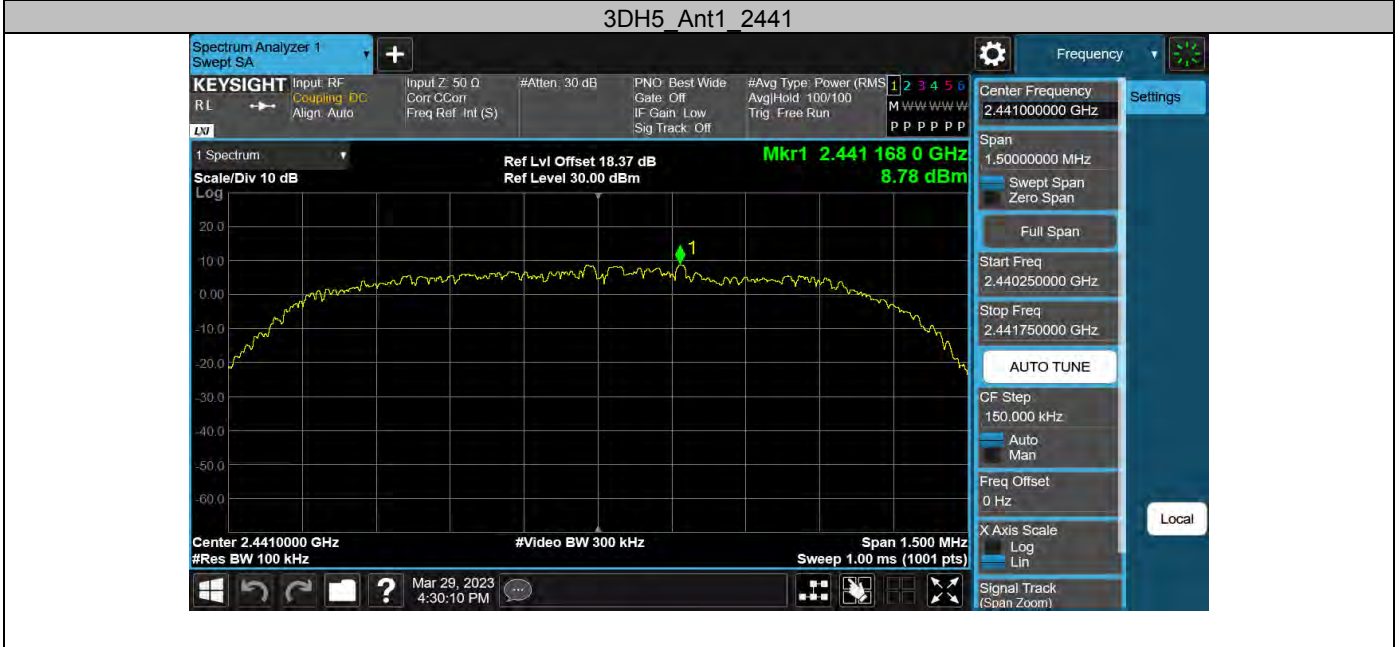 3DH5_Ant1_2441
Spectrum Analyzer 1
Swept SA
+
Frequency
KEYSIGHT
RL
LXI
Input: RF
Coupling: DC
Align: Auto
Input Z: 50 Ω
Corr CCorr
Freq Ref: Int (S)
#Atten: 30 dB
PNO: Best Wide
Gate: Off
IF Gain: Low
Sig Track: Off
#Avg Type: Power (RMS
Avg|Hold: 100/100
Trig: Free Run
1 2 3 4 5 6
M W W W W W
P P P P P P
1 Spectrum
Scale/Div 10 dB
Log
Ref Lvl Offset 18.37 dB
Ref Level 30.00 dBm
Mkr1 2.441 168 0 GHz
8.78 dBm
20.0
10.0
0.00
-10.0
-20.0
-30.0
-40.0
-50.0
-60.0
1
Center 2.4410000 GHz
#Res BW 100 kHz
#Video BW 300 kHz
Span 1.500 MHz
Sweep 1.00 ms (1001 pts)
Center Frequency
2.441000000 GHz
Settings
Span
1.50000000 MHz
Swept Span
Zero Span
Full Span
Start Freq
2.440250000 GHz
Stop Freq
2.441750000 GHz
AUTO TUNE
CF Step
150.000 kHz
Auto
Man
Freq Offset
0 Hz
X Axis Scale
Log
Lin
Local
Signal Track
(Span Zoom)
?
Mar 29, 2023
4:30:10 PM